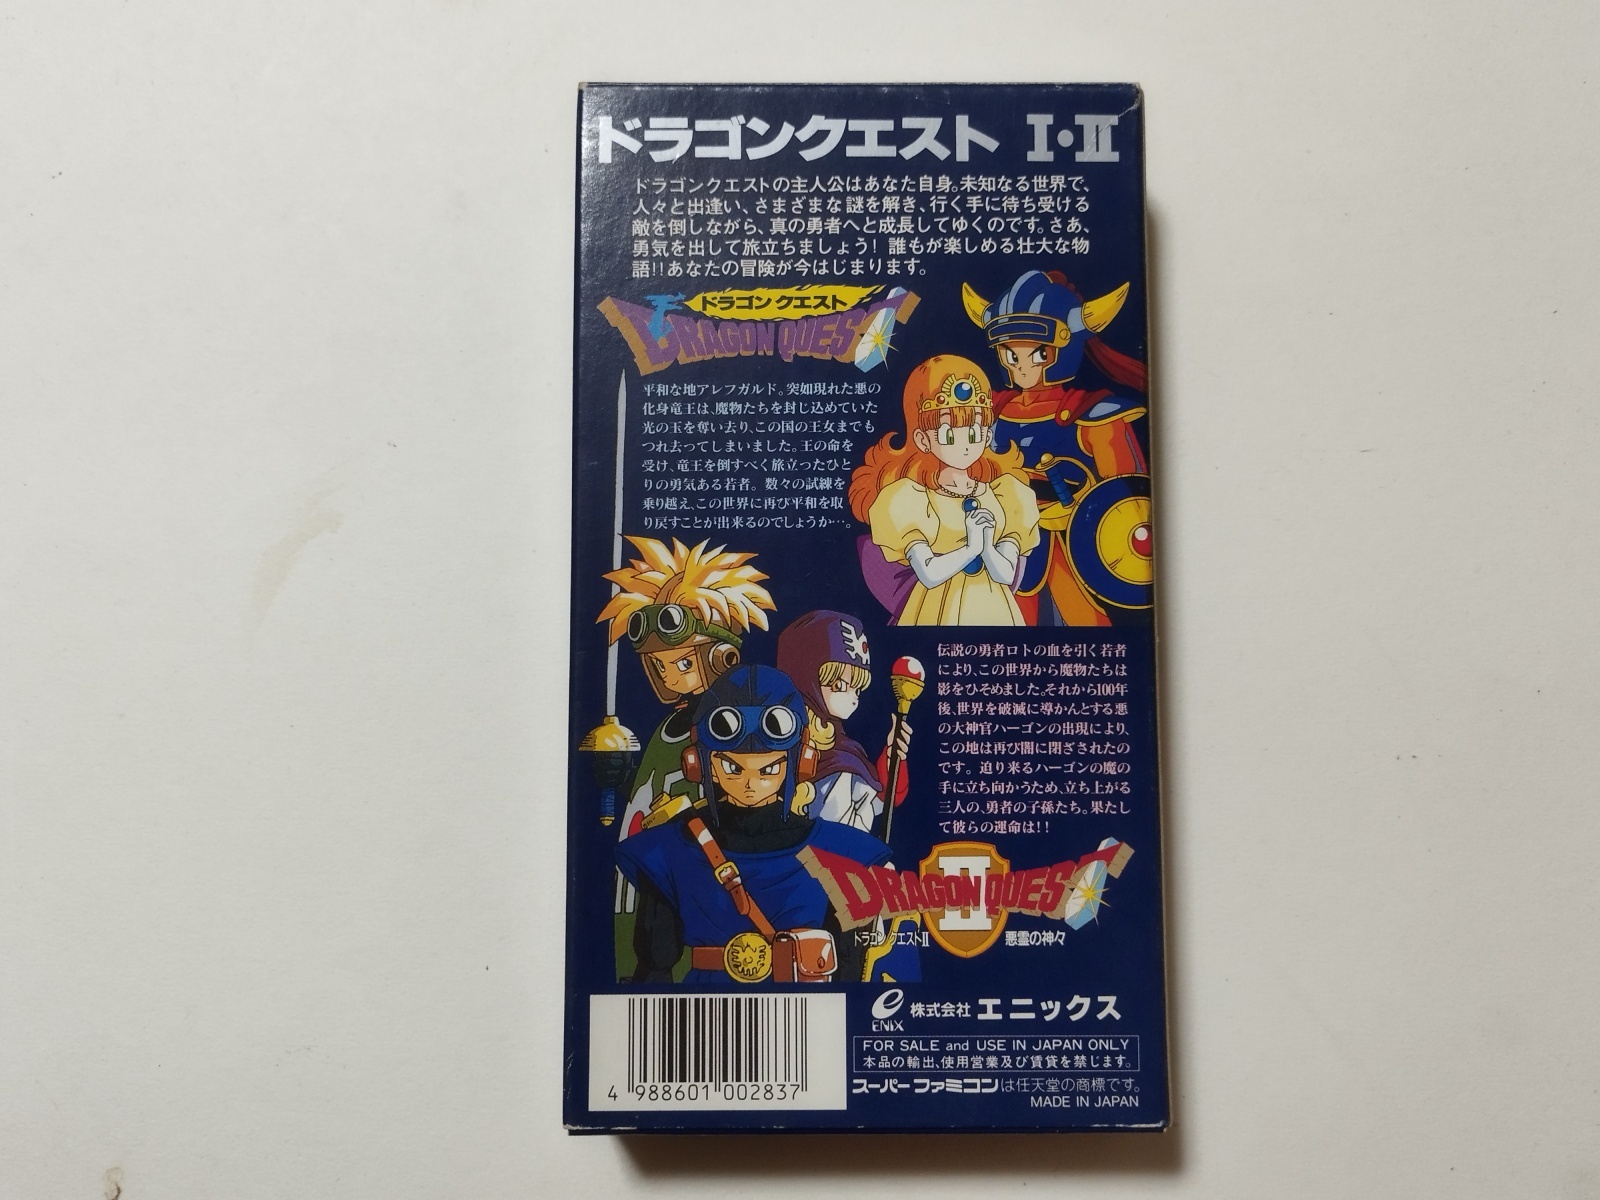 ドラゴンクエスト I・II
ドラゴンクエストの主人公はあなた自身。未知なる世界で、
人々と出逢い、さまざまな謎を解き、行く手に待ち受ける
敵を倒しながら、真の勇者へと成長してゆくのです。さあ、
勇気を出して旅立ちましょう！誰もが楽しめる壮大な物
語!!あなたの冒険が今はじまります。
ドラゴンクエスト
DRAGON QUEST
平和な地アレフガルド。突如現れた悪の
化身竜王は、魔物たちを封じ込めていた
光の玉を奪い去り、この国の王女までも
つれ去ってしまいました。王の命を
受け、竜王を倒すべく旅立ったひと
りの勇気ある若者。数々の試練を
乗り越え、この世界に再び平和を取
り戻すことが出来るのでしょうか…。
伝説の勇者ロトの血を引く若者
により、この世界から魔物たちは
影をひそめました。それから100年
後、世界を破滅に導かんとする悪
の大神官ハーゴンの出現により、
この地は再び闇に閉ざされたの
です。迫り来るハーゴンの魔の
手に立ち向かうため、立ち上がる
三人の、勇者の子孫たち。果たし
て彼らの運命は!!
DRAGON QUEST II
ドラゴンクエストII 悪霊の神々
e ENIX 株式会社 エニックス
FOR SALE and USE IN JAPAN ONLY
本品の輸出、使用営業及び賃貸を禁じます。
スーパーファミコンは任天堂の商標です。
MADE IN JAPAN
4 988601 002837